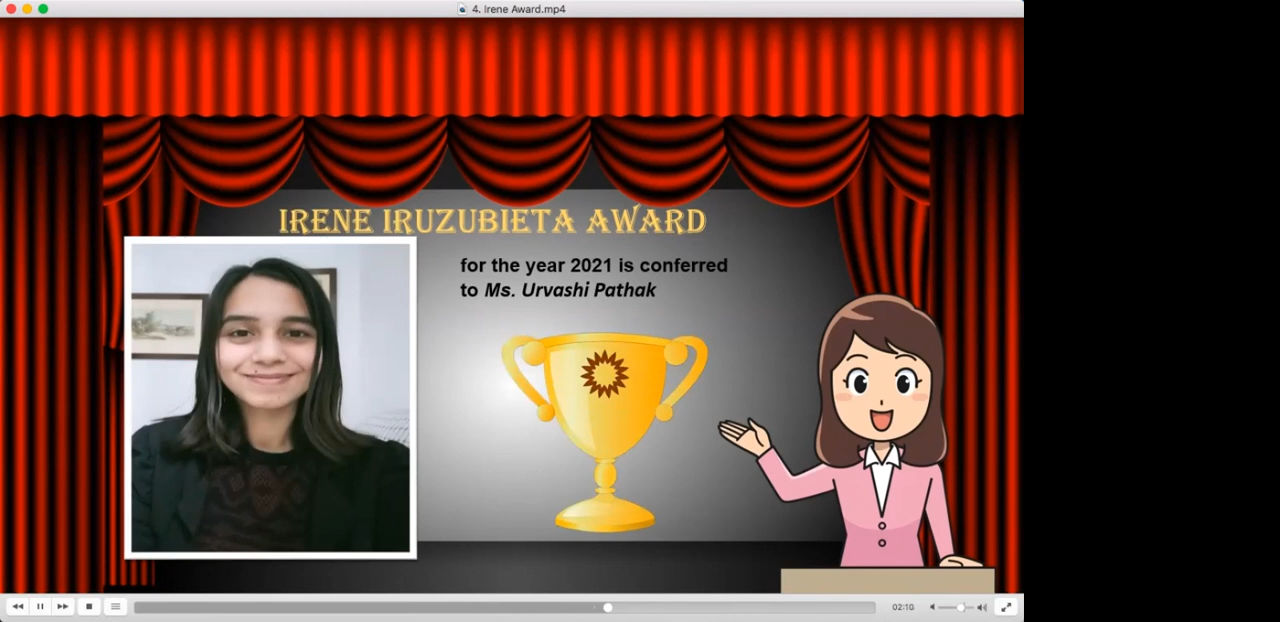 4. Irene Award.mp4
IRENE IRUZUBIETA AWARD
for the year 2021 is conferred
to Ms. Urvashi Pathak
02:10